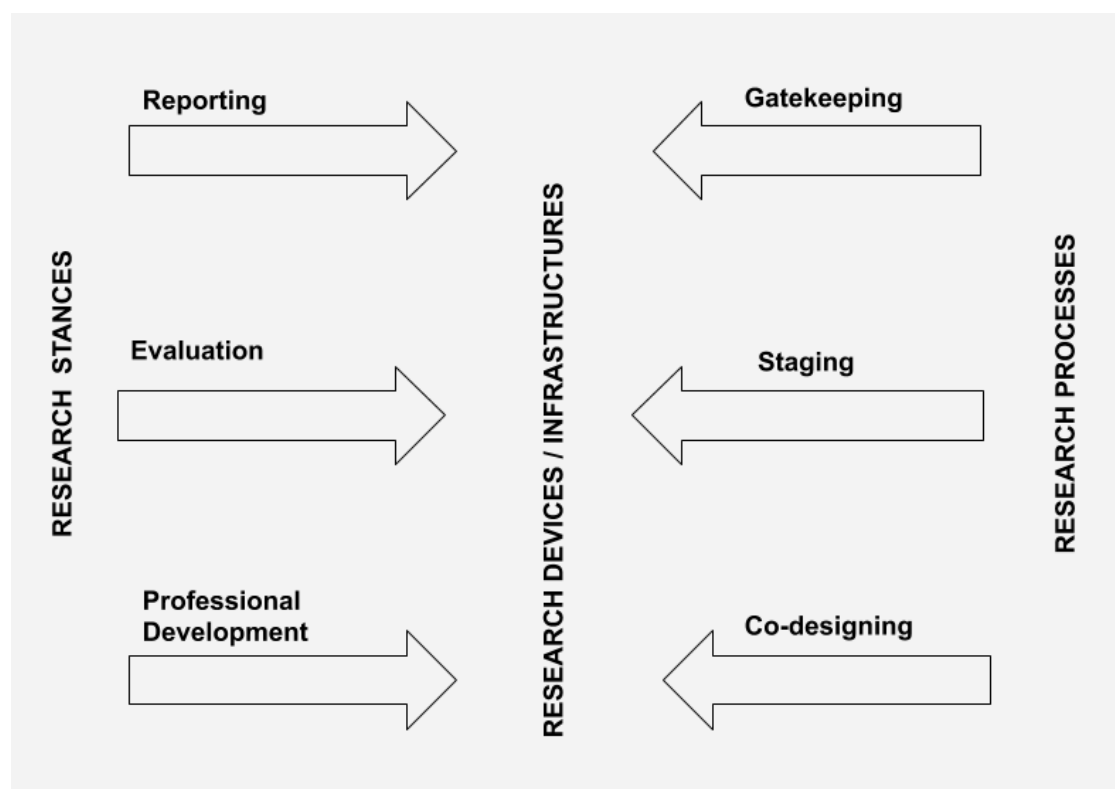 Reporting
Gatekeeping
RESEARCH STANCES
RESEARCH DEVICES / INFRASTRUCTURES
RESEARCH PROCESSES
Evaluation
Staging
Professional
Development
Co-designing